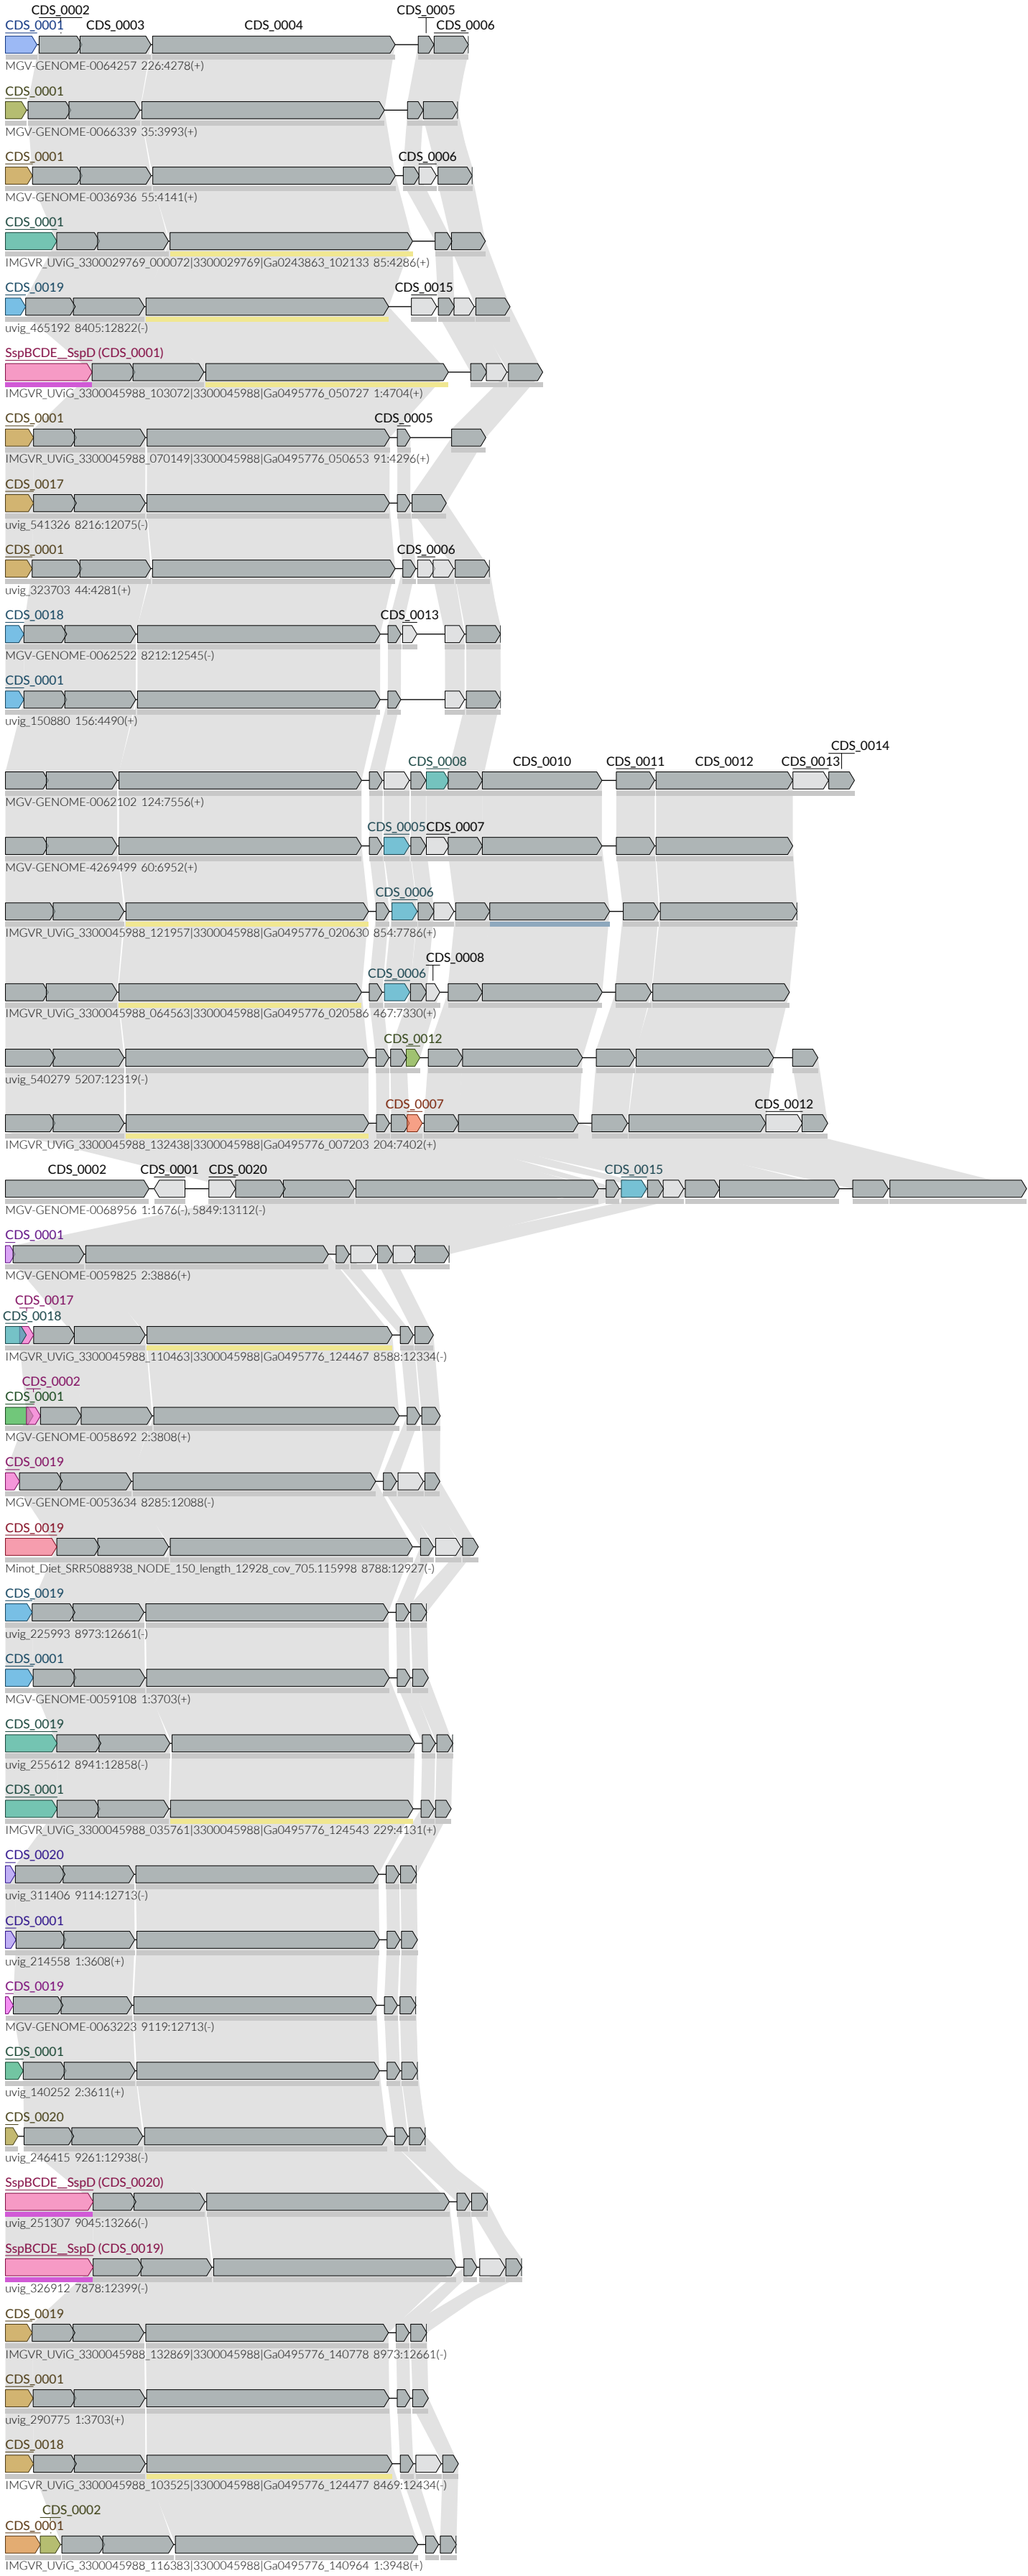 CDS_0002 CDS_0005
CDS_0001 CDS_0003 CDS_0004 CDS_0006
MGV-GENOME-0064257 226:4278(+)
CDS_0001
MGV-GENOME-0066339 35:3993(+)
CDS_0001 CDS_0006
MGV-GENOME-0036936 55:4141(+)
CDS_0001
IMGVR_UViG_3300029769_000072|3300029769|Ga0243863_102133 85:4286(+)
CDS_0019 CDS_0015
uvig_465192 8405:12822(-)
SspBCDE__SspD (CDS_0001)
IMGVR_UViG_3300045988_103072|3300045988|Ga0495776_050727 1:4704(+)
CDS_0001 CDS_0005
IMGVR_UViG_3300045988_070149|3300045988|Ga0495776_050653 91:4296(+)
CDS_0017
uvig_541326 8216:12075(-)
CDS_0001 CDS_0006
uvig_323703 44:4281(+)
CDS_0018 CDS_0013
MGV-GENOME-0062522 8212:12545(-)
CDS_0001
uvig_150880 156:4490(+)
CDS_0014
CDS_0008 CDS_0010 CDS_0011 CDS_0012 CDS_0013
MGV-GENOME-0062102 124:7556(+)
CDS_0005 CDS_0007
MGV-GENOME-4269499 60:6952(+)
CDS_0006
IMGVR_UViG_3300045988_121957|3300045988|Ga0495776_020630 854:7786(+)
CDS_0008
CDS_0006
IMGVR_UViG_3300045988_064563|3300045988|Ga0495776_020586 467:7330(+)
CDS_0012
uvig_540279 5207:12319(-)
CDS_0007 CDS_0012
IMGVR_UViG_3300045988_132438|3300045988|Ga0495776_007203 204:7402(+)
CDS_0002 CDS_0001 CDS_0020 CDS_0015
MGV-GENOME-0068956 1:1676(-), 5849:13112(-)
CDS_0001
MGV-GENOME-0059825 2:3886(+)
CDS_0017
CDS_0018
IMGVR_UViG_3300045988_110463|3300045988|Ga0495776_124467 8588:12334(-)
CDS_0002
CDS_0001
MGV-GENOME-0058692 2:3808(+)
CDS_0019
MGV-GENOME-0053634 8285:12088(-)
CDS_0019
Minot_Diet_SRR5088938_NODE_150_length_12928_cov_705.115998 8788:12927(-)
CDS_0019
uvig_225993 8973:12661(-)
CDS_0001
MGV-GENOME-0059108 1:3703(+)
CDS_0019
uvig_255612 8941:12858(-)
CDS_0001
IMGVR_UViG_3300045988_035761|3300045988|Ga0495776_124543 229:4131(+)
CDS_0020
uvig_311406 9114:12713(-)
CDS_0001
uvig_214558 1:3608(+)
CDS_0019
MGV-GENOME-0063223 9119:12713(-)
CDS_0001
uvig_140252 2:3611(+)
CDS_0020
uvig_246415 9261:12938(-)
SspBCDE__SspD (CDS_0020)
uvig_251307 9045:13266(-)
SspBCDE__SspD (CDS_0019)
uvig_326912 7878:12399(-)
CDS_0019
IMGVR_UViG_3300045988_132869|3300045988|Ga0495776_140778 8973:12661(-)
CDS_0001
uvig_290775 1:3703(+)
CDS_0018
IMGVR_UViG_3300045988_103525|3300045988|Ga0495776_124477 8469:12434(-)
CDS_0002
CDS_0001
IMGVR_UViG_3300045988_116383|3300045988|Ga0495776_140964 1:3948(+)